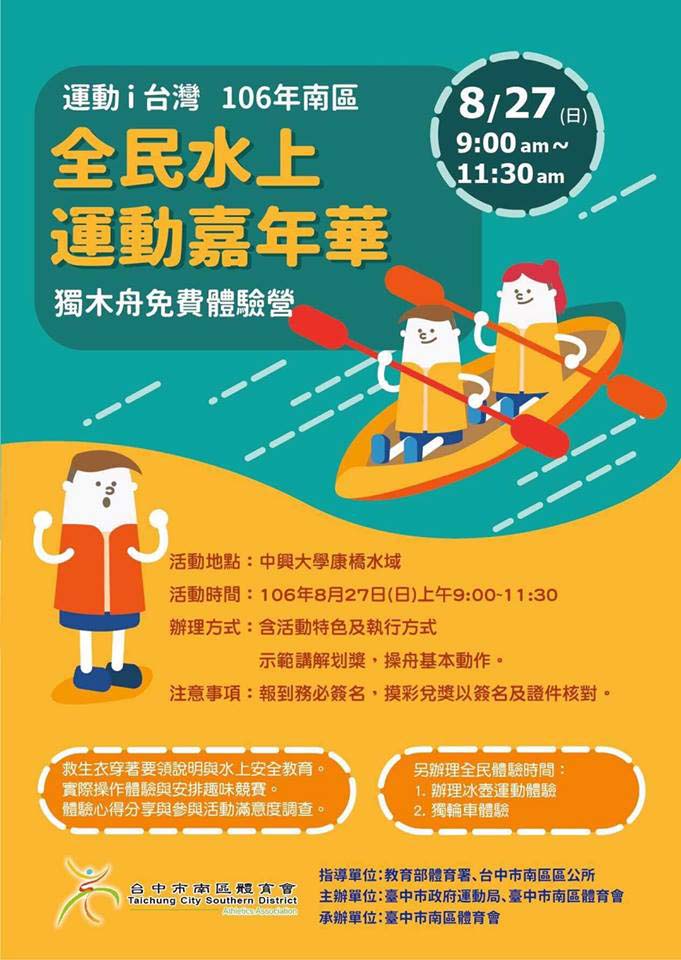 運動i台灣 106年南區
全民水上
運動嘉年華
獨木舟免費體驗營
8/27(日)
9:00 am~
11:30 am
活動地點：中興大學康橋水域
活動時間：106年8月27日(日)上午9:00-11:30
辦理方式：含活動特色及執行方式
示範講解划槳，操舟基本動作。
注意事項：報到務必簽名，摸彩兌獎以簽名及證件核對。
救生衣穿著要領說明與水上安全教育。
實際操作體驗與安排趣味競賽。
體驗心得分享與參與活動滿意度調查。
另辦理全民體驗時間：
1. 辦理冰壺運動體驗
2. 獨輪車體驗
台中市南區體育會
Taichung City Southern District
Athletics Association
指導單位：教育部體育署、台中市南區區公所
主辦單位：臺中市政府運動局、臺中市南區體育會
承辦單位：臺中市南區體育會